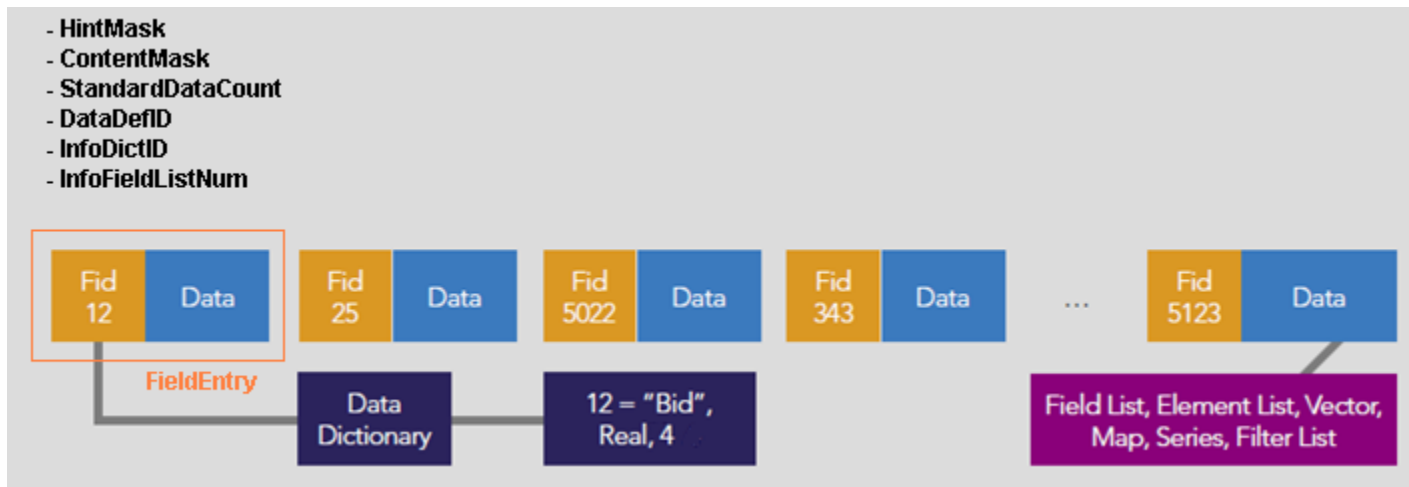 - HintMask
- ContentMask
- StandardDataCount
- DataDefID
- InfoDictID
- InfoFieldListNum
Fid
12
Data
Fid
25
Data
Fid
5022
Data
Fid
343
Data
...
Fid
5123
Data
FieldEntry
Data
Dictionary
12 = "Bid",
Real, 4
Field List, Element List, Vector,
Map, Series, Filter List